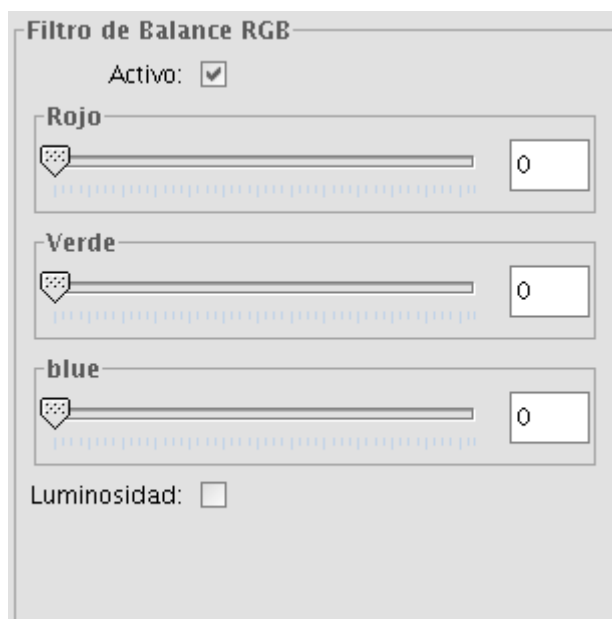 Filtro de Balance RGB
Activo:
Rojo
0
Verde
0
blue
0
Luminosidad: